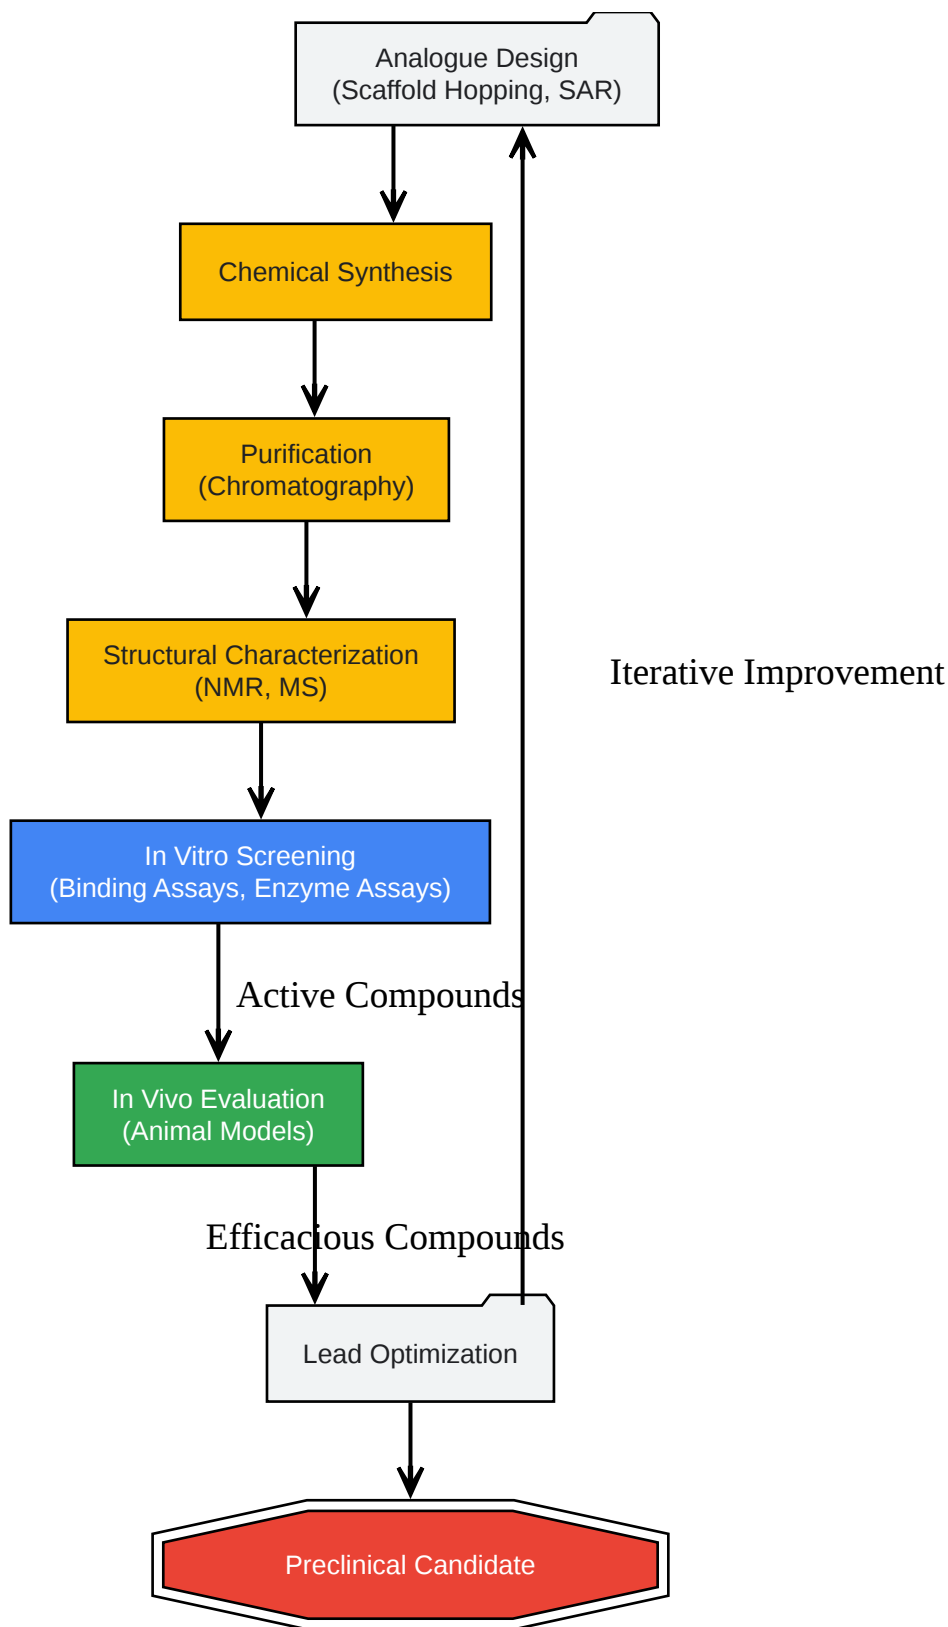 Analogue Design
(Scaffold Hopping, SAR)
Chemical Synthesis
Purification
(Chromatography)
Structural Characterization
(NMR, MS)
Iterative Improvement
In Vitro Screening
(Binding Assays, Enzyme Assays)
Active Compounds
In Vivo Evaluation
(Animal Models)
Efficacious Compounds
Lead Optimization
Preclinical Candidate